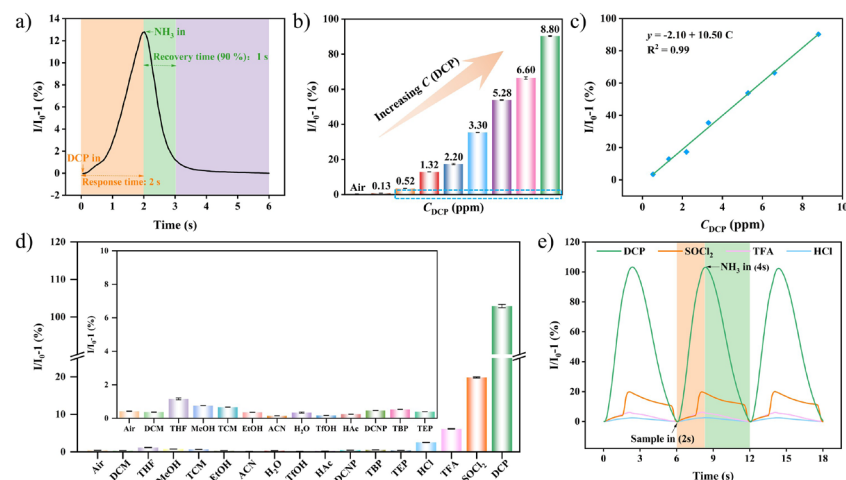 a)
14
12
10
8
6
4
2
0
-2
I/I0-1 (%)
NH3 in
Recovery time (90 %): 1 s
DCP in
Response time: 2 s
0 1 2 3 4 5 6
Time (s)
b)
100
80
60
40
20
0
I/I0-1 (%)
Increasing C (DCP)
Air 0.13 0.52 1.32 2.20 3.30 5.28 6.60 8.80
CDCP (ppm)
c)
100
80
60
40
20
0
I/I0-1 (%)
y = -2.10 + 10.50 C
R2 = 0.99
0 2 4 6 8
CDCP (ppm)
d)
120
110
100
20
10
0
I/I0-1 (%)
10
8
6
4
2
0
I/I0-1 (%)
Air DCM THF MeOH TCM EtOH ACN H2O TfOH HAc DCNP TBP TEP
Air DCM THF MeOH TCM EtOH ACN H2O TfOH HAc DCNP TBP TEP HCl TFA SOCl2 DCP
e)
120
100
80
60
40
20
0
I/I0-1 (%)
DCP SOCl2 TFA HCl
NH3 in (4s)
Sample in (2s)
0 3 6 9 12 15 18
Time (s)